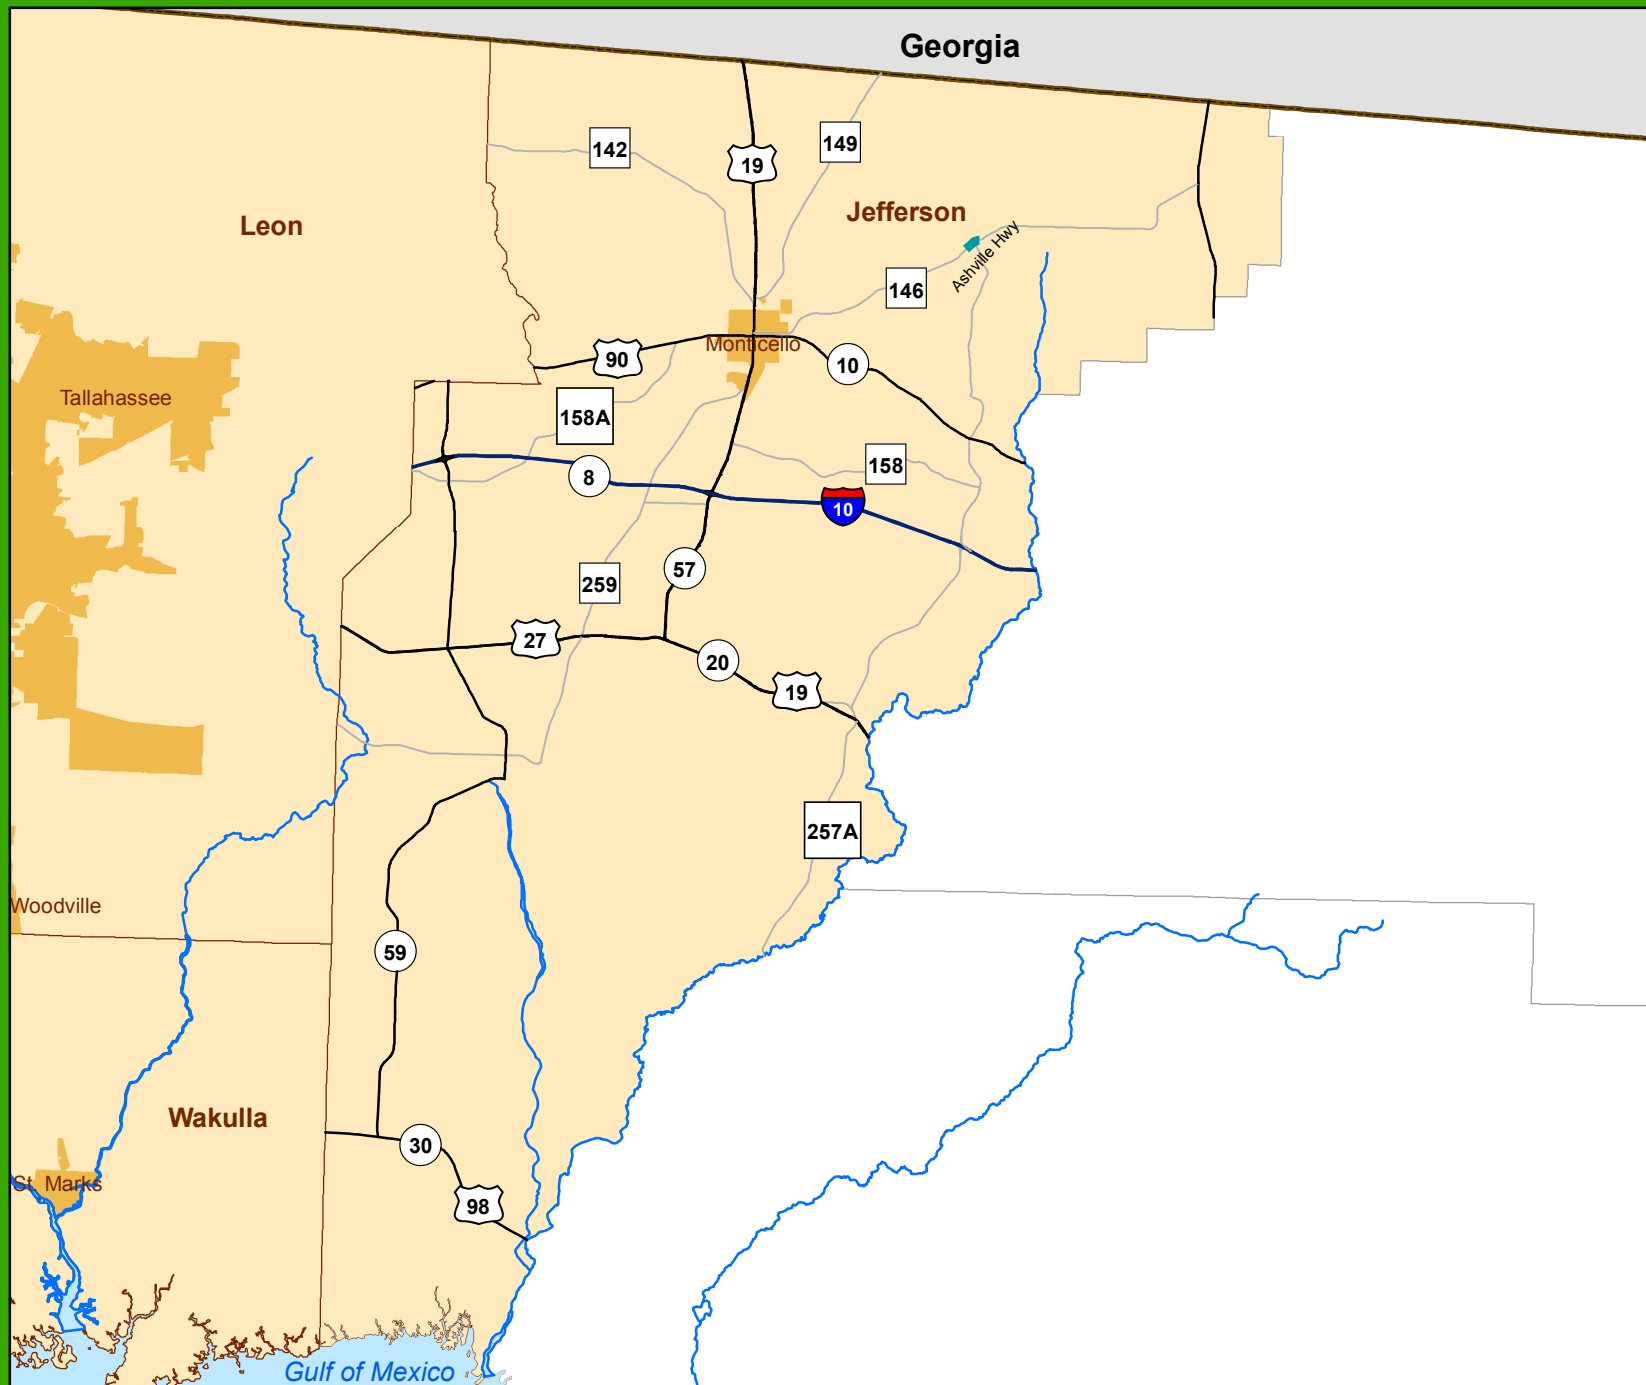 Georgia
142
19
149
Leon
Jefferson
Ashville Hwy
146
90
Monticello
10
Tallahassee
158A
158
8
10
57
259
27
20
19
257A
Woodville
59
Wakulla
30
St. Marks
98
Gulf of Mexico